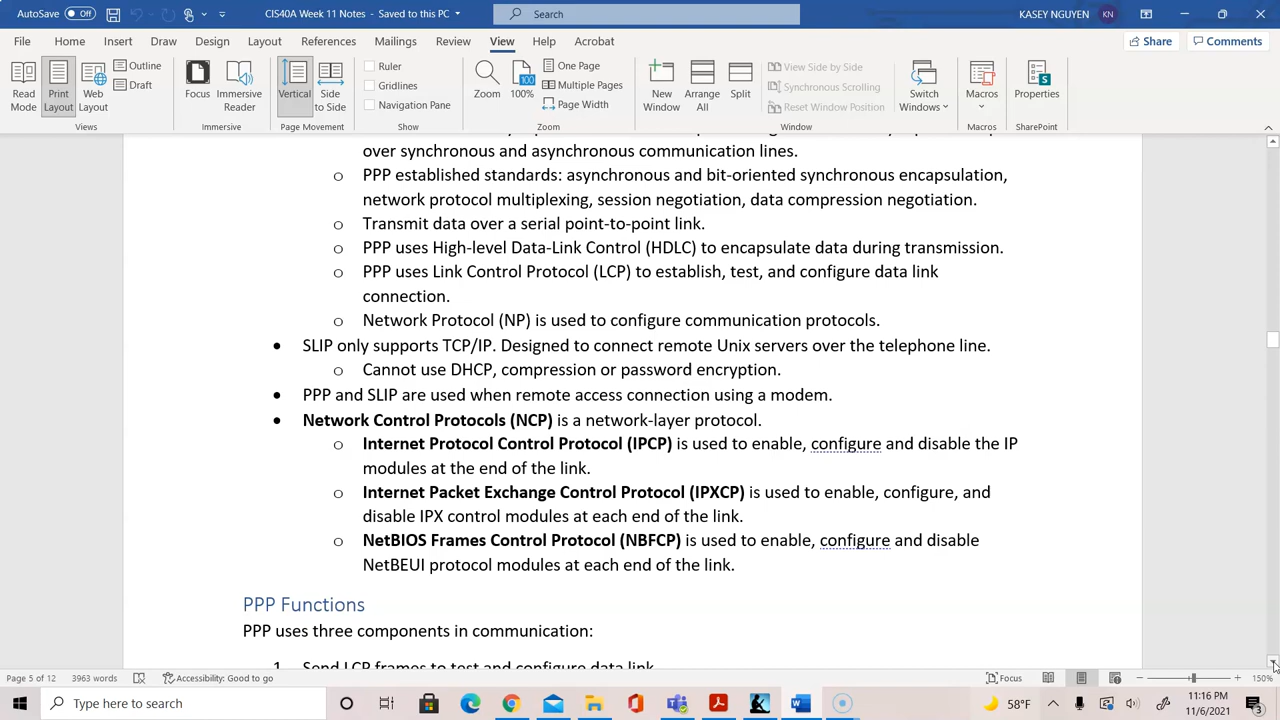 AutoSave Off
CIS40A Week 11.docx
Search
KASEY NGUYEN KN
File Home Insert Draw Design Layout References Mailings Review View Help Acrobat Share Comments
Read Mode Print Layout Web Layout Outline Draft
Views
Focus Immersive Reader
Immersive
Vertical Side to Side
Page Movement
Ruler
Gridlines
Navigation Pane
Show
Zoom 100% One Page Multiple Pages Page Width
Zoom
New Window Arrange All Split
View Side by Side
Synchronous Scrolling
Reset Window Position
Switch Windows
Window
Macros
Macros
Properties
SharePoint
over synchronous and asynchronous communication lines.
o PPP established standards: asynchronous and bit-oriented synchronous encapsulation,
network protocol multiplexing, session negotiation, data compression negotiation.
o Transmit data over a serial point-to-point link.
o PPP uses High-level Data-Link Control (HDLC) to encapsulate data during transmission.
o PPP uses Link Control Protocol (LCP) to establish, test, and configure data link
connection.
o Network Protocol (NP) is used to configure communication protocols.
• SLIP only supports TCP/IP. Designed to connect remote Unix servers over the telephone line.
o Cannot use DHCP, compression or password encryption.
• PPP and SLIP are used when remote access connection using a modem.
• Network Control Protocols (NCP) is a network-layer protocol.
o Internet Protocol Control Protocol (IPCP) is used to enable, configure and disable the IP
modules at the end of the link.
o Internet Packet Exchange Control Protocol (IPXCP) is used to enable, configure, and
disable IPX control modules at each end of the link.
o NetBIOS Frames Control Protocol (NBFCP) is used to enable, configure and disable
NetBEUI protocol modules at each end of the link.
PPP Functions
PPP uses three components in communication:
1. Send LCP frames to test and configure data link
Page 5 of 12 3963 words Accessibility: Good to go Focus 150%
Type here to search
58°F
11:16 PM
11/6/2021
3